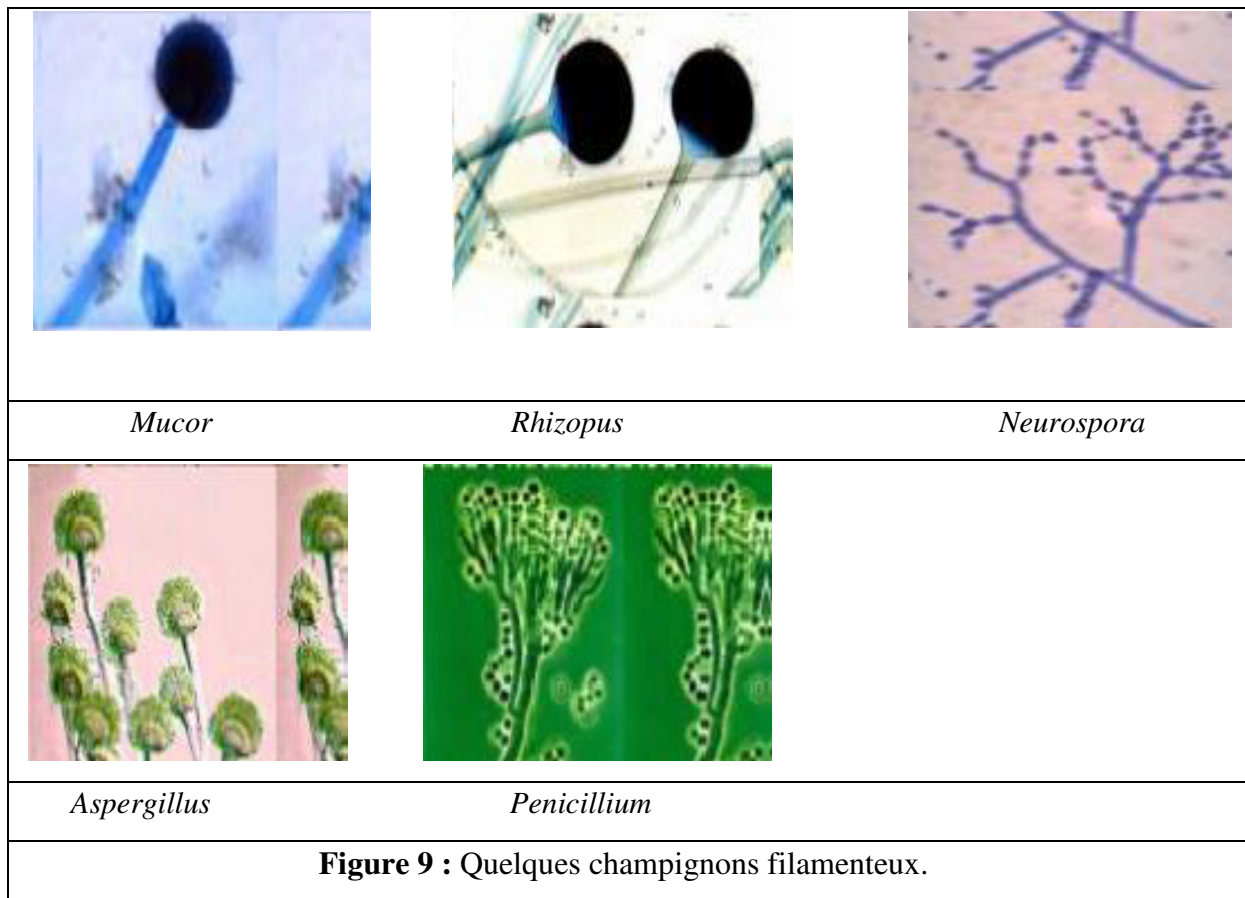 Mucor Rhizopus Neurospora
Aspergillus Penicillium
Figure 9 : Quelques champignons filamenteux.